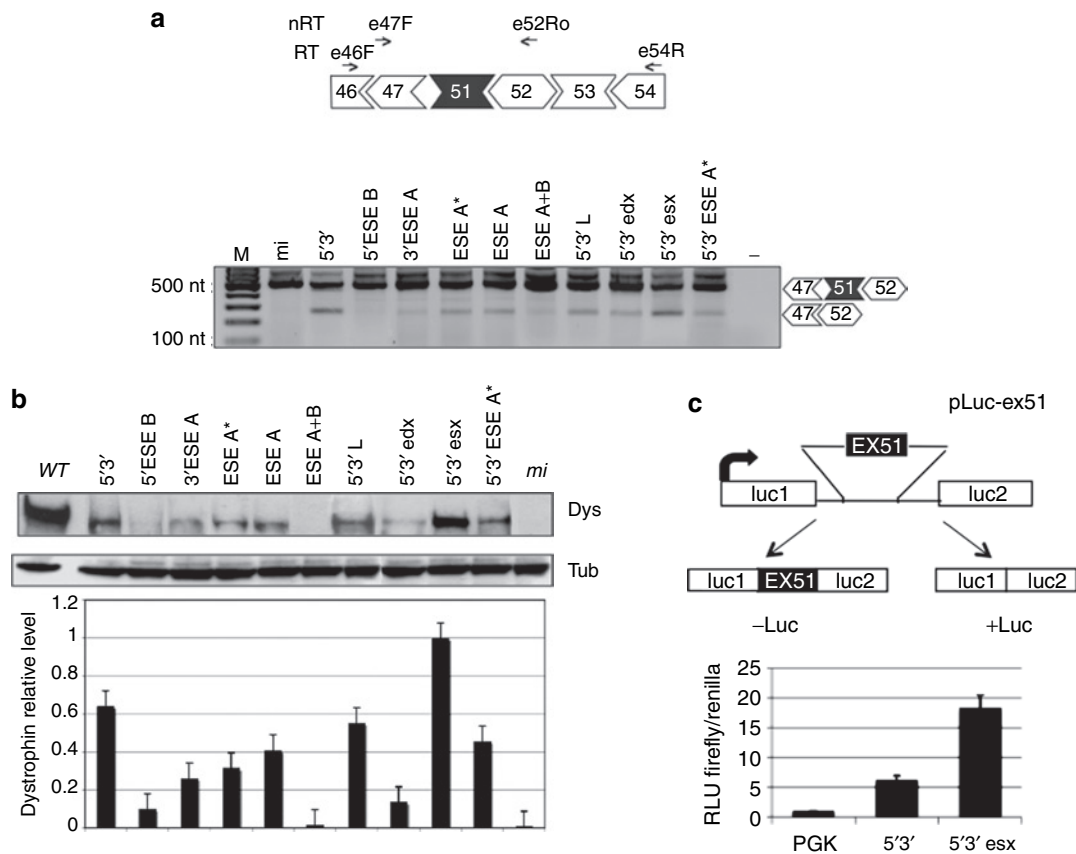 a
nRT e47F e52Ro
RT e46F e54R
46 47 51 52 53 54
M mi 5′3′ 5′ESE B 3′ESE A ESE A* ESE A ESE A+B 5′3′ L 5′3′ edx 5′3′ esx 5′3′ ESE A* –
500 nt
100 nt
47 51 52
47 52
b
WT 5′3′ 5′ESE B 3′ESE A ESE A* ESE A ESE A+B 5′3′ L 5′3′ edx 5′3′ esx 5′3′ ESE A* mi
Dys
Tub
Dystrophin relative level
1.2
1
0.8
0.6
0.4
0.2
0
c
pLuc-ex51
EX51
luc1 luc2
luc1 EX51 luc2 luc1 luc2
–Luc +Luc
RLU firefly/renilla
25
20
15
10
5
0
PGK 5′3′ 5′3′ esx